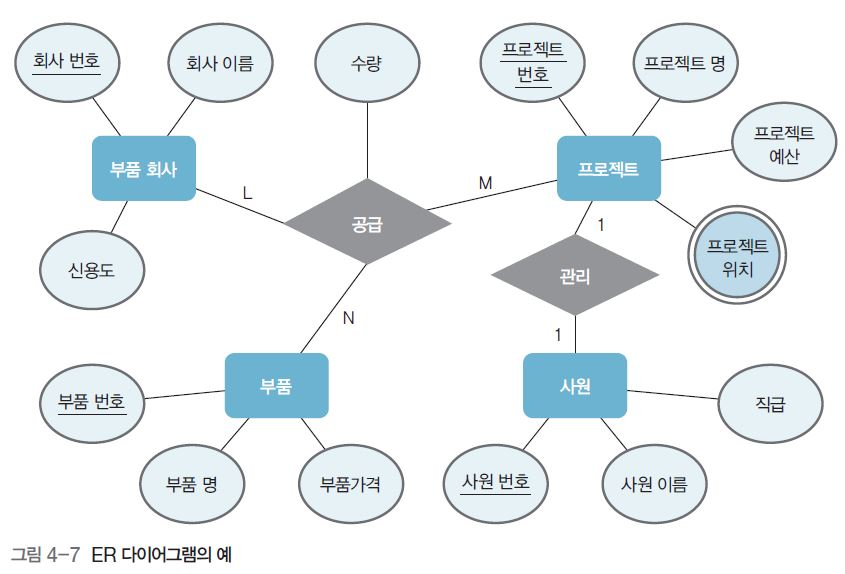 회사 번호
회사 이름
수량
프로젝트
번호
프로젝트 명
프로젝트
예산
부품 회사
프로젝트
L
M
공급
1
프로젝트
위치
신용도
관리
N
1
부품
사원
부품 번호
직급
부품 명
부품가격
사원 번호
사원 이름
그림 4-7 ER 다이어그램의 예